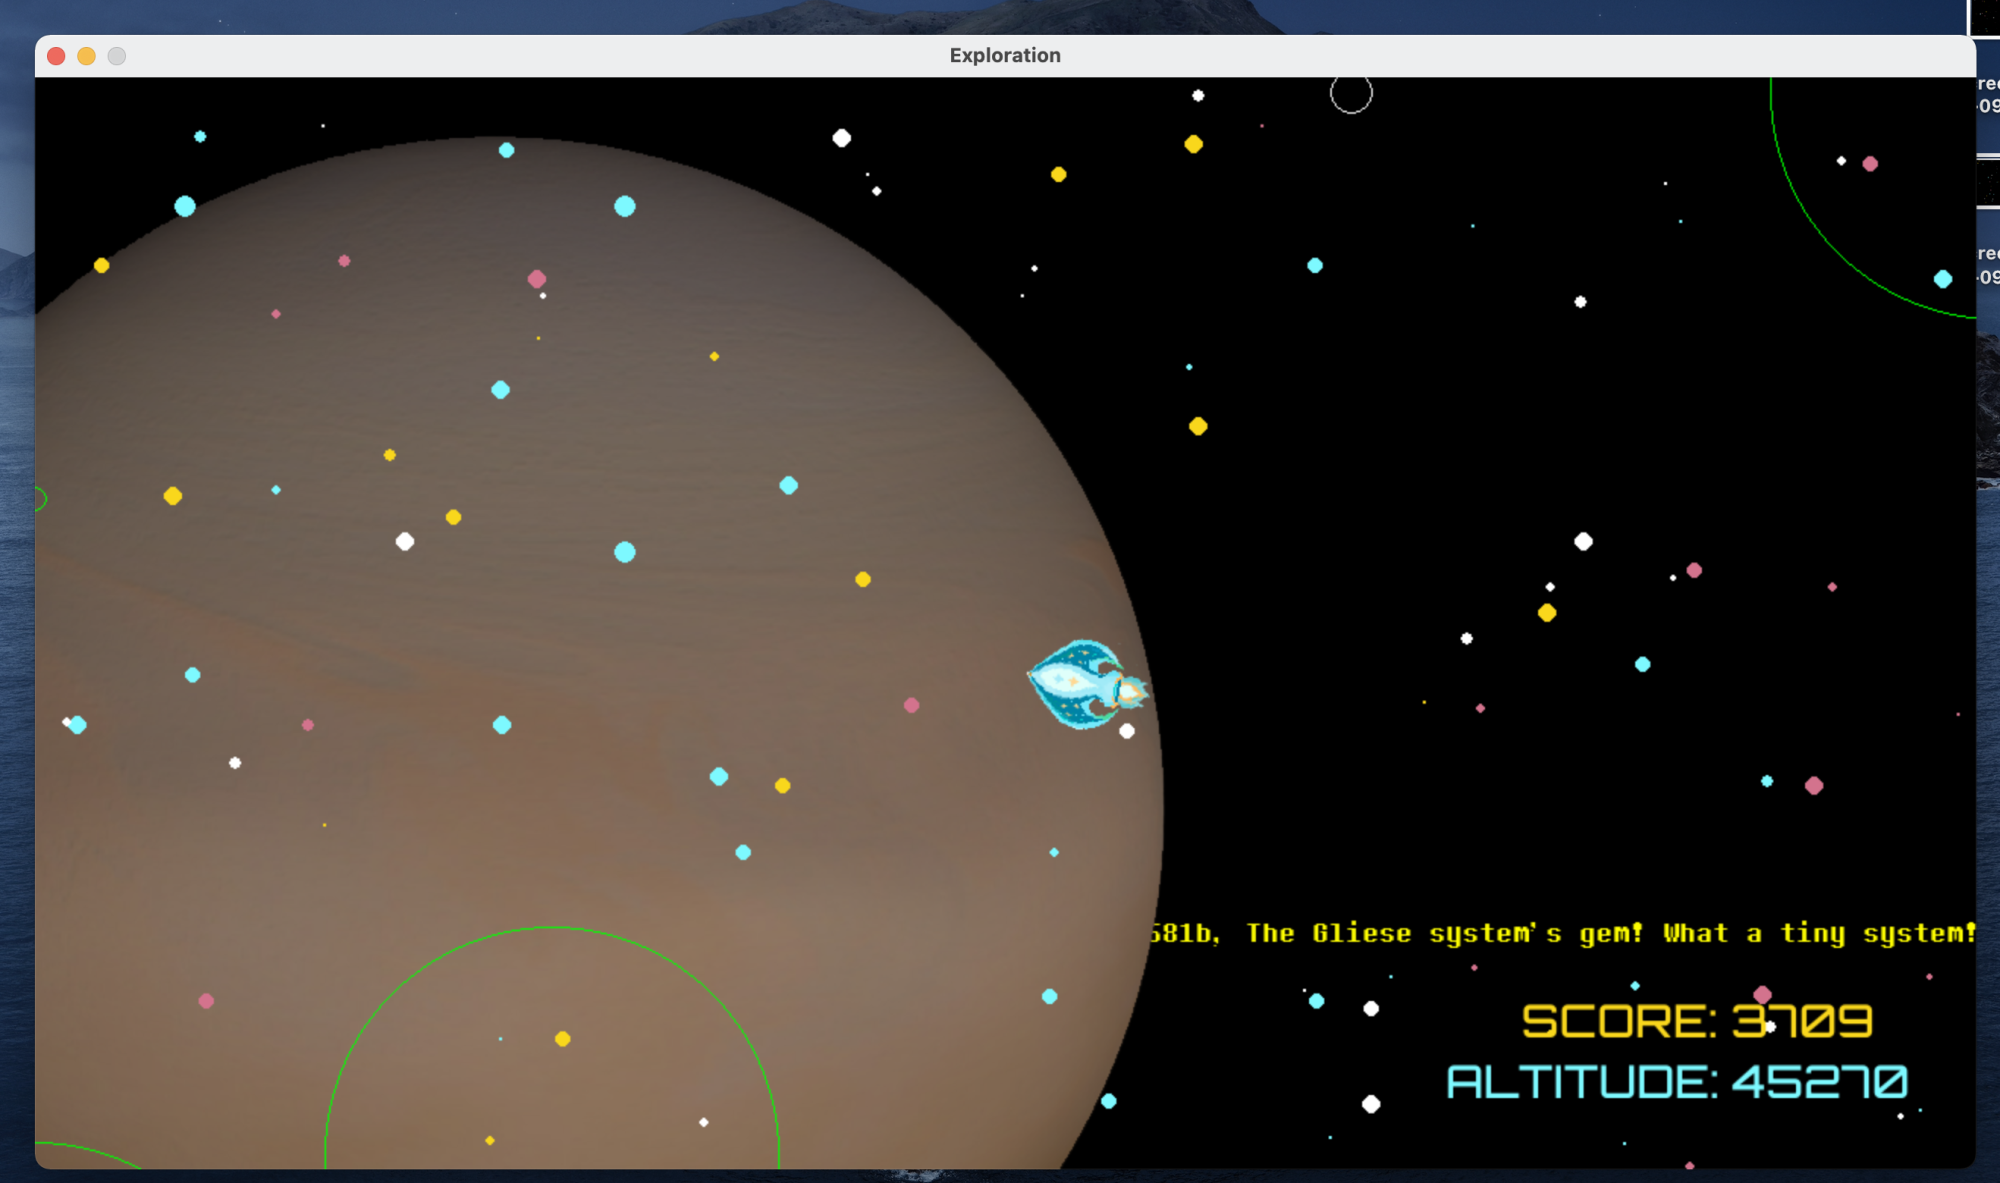 Exploration
581b, The Gliese system's gem! What a tiny system!
SCORE: 3709
ALTITUDE: 45270